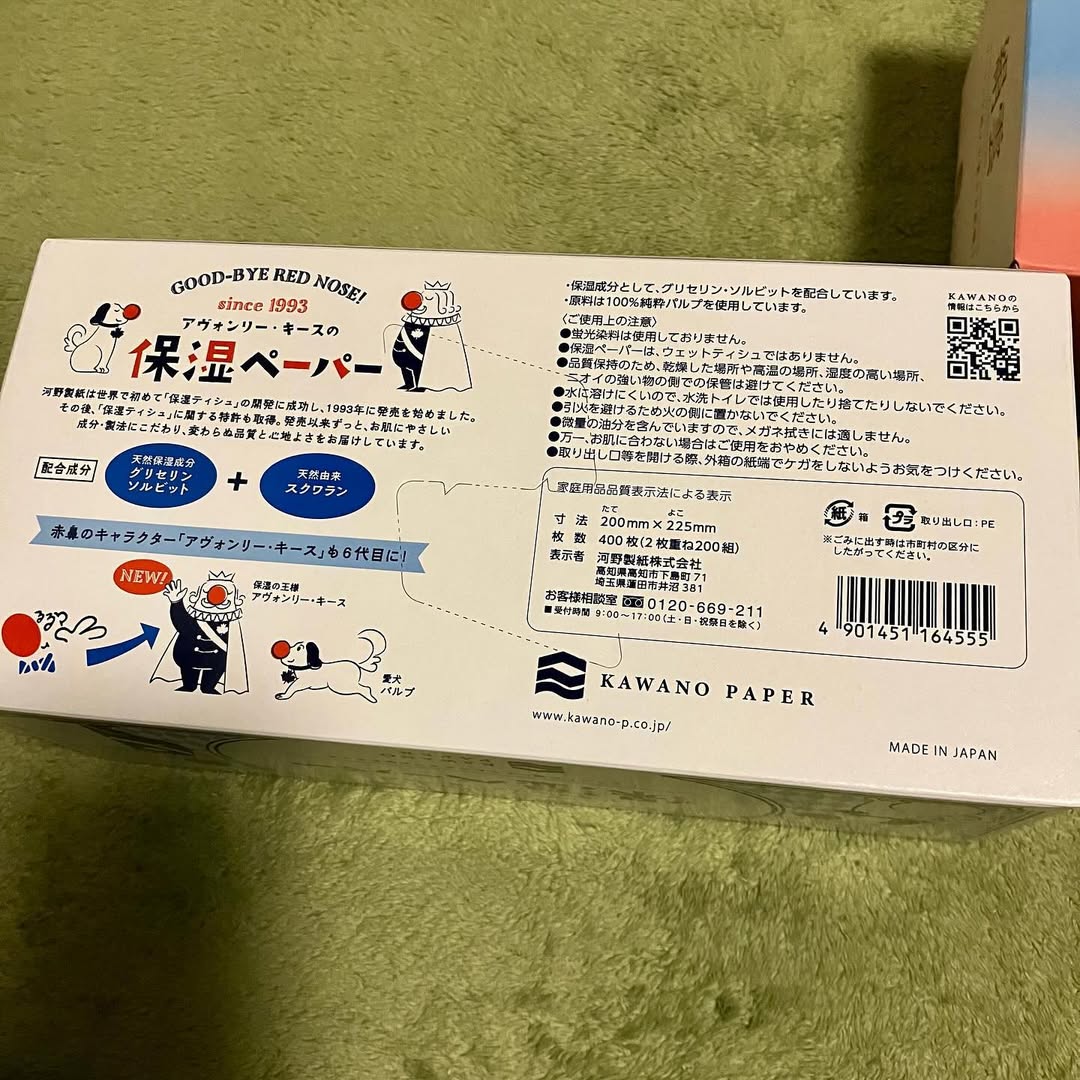 GOOD-BYE RED NOSE!
since 1993
アヴォンリー・キースの
保湿ペーパー
河野製紙は世界で初めて「保湿ティシュ」の開発に成功し、1993年に発売を始めました。
その後、「保湿ティシュ」に関する特許も取得。発売以来ずっと、お肌にやさしい
成分・製法にこだわり、変わらぬ品質と心地よさをお届けしています。
配合成分
天然保湿成分
グリセリン
ソルビット
+
天然由来
スクワラン
赤鼻のキャラクター「アヴォンリー・キース」も6代目に!
NEW!
保湿の王様
アヴォンリー・キース
愛犬
パルプ
・保湿成分として、グリセリン・ソルビットを配合しています。
・原料は100%純粋パルプを使用しています。
〈ご使用上の注意〉
●蛍光染料は使用しておりません。
●保湿ペーパーは、ウェットティシュではありません。
●品質保持のため、乾燥した場所や高温の場所、湿度の高い場所、
ニオイの強い物の側での保管は避けてください。
●水に溶けにくいので、水洗トイレでは使用したり捨てたりしないでください。
●引火を避けるため火の側に置かないでください。
●微量の油分を含んでいますので、メガネ拭きには適しません。
●万一、お肌に合わない場合はご使用をおやめください。
●取り出し口等を開ける際、外箱の紙端でケガをしないようお気をつけください。
KAWANOの
情報はこちらから
家庭用品品質表示法による表示
たて よこ
寸法 200mm×225mm
枚数 400枚(2枚重ね200組)
表示者 河野製紙株式会社
高知県高知市下島町71
埼玉県蓮田市井沼381
お客様相談室 0120-669-211
■受付時間 9:00〜17:00(土・日・祝祭日を除く)
紙 箱 プラ 取り出し口:PE
※ごみに出す時は市町村の区分に
したがってください。
4 901451 164555
KAWANO PAPER
www.kawano-p.co.jp/
MADE IN JAPAN